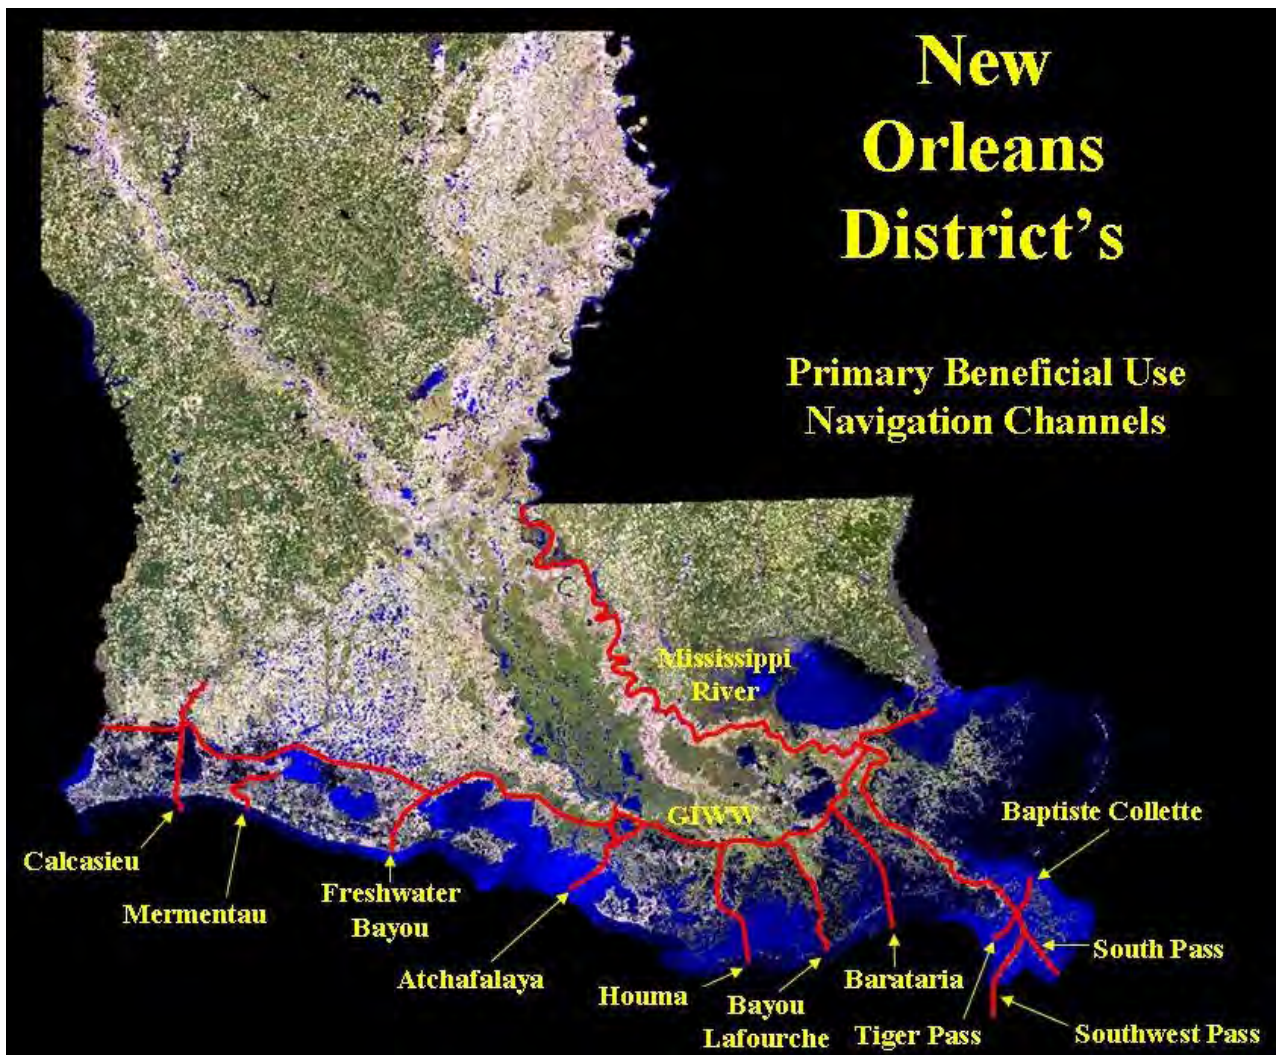 New
Orleans
District's
Primary Beneficial Use
Navigation Channels
Mississippi
River
GIWW
Baptiste Collette
Calcasieu
Mermentau
Freshwater
Bayou
Atchafalaya
Houma
Bayou
Lafourche
Barataria
Tiger Pass
South Pass
Southwest Pass